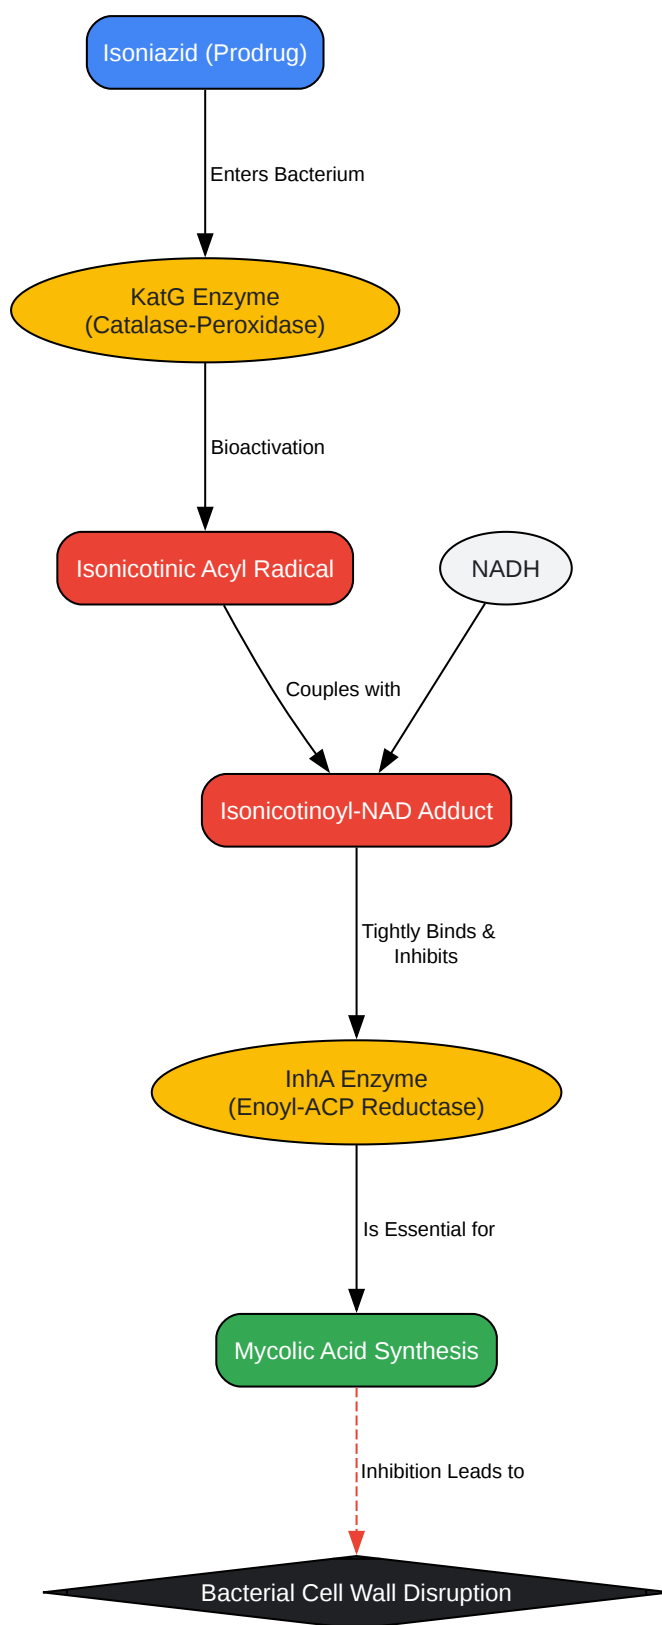 Isoniazid (Prodrug)
Enters Bacterium
KatG Enzyme
(Catalase-Peroxidase)
Bioactivation
Isonicotinic Acyl Radical
NADH
Couples with
Isonicotinoyl-NAD Adduct
Tightly Binds &
Inhibits
InhA Enzyme
(Enoyl-ACP Reductase)
Is Essential for
Mycolic Acid Synthesis
Inhibition Leads to
Bacterial Cell Wall Disruption